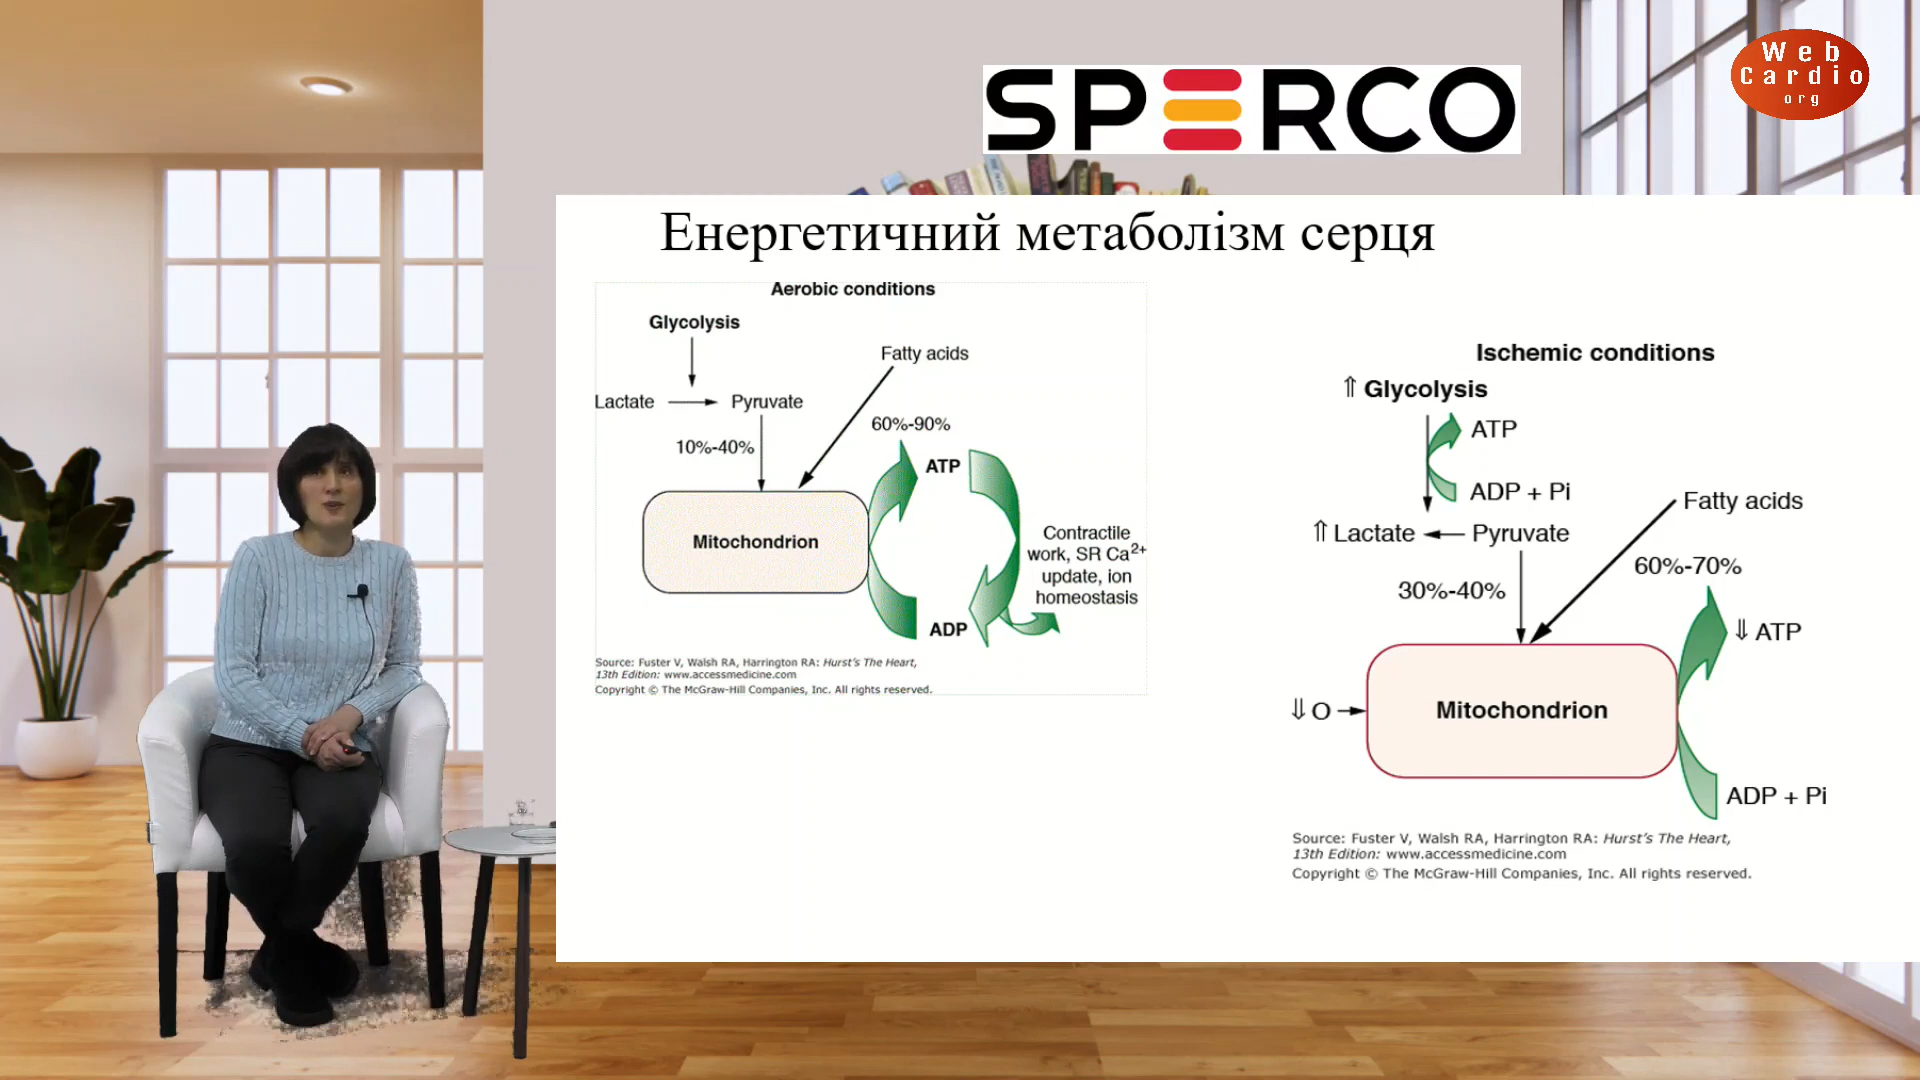 SPERCO
Web
Cardio
org
Енергетичний метаболізм серця
Aerobic conditions
Glycolysis
Fatty acids
Lactate
Pyruvate
60%-90%
10%-40%
ATP
Mitochondrion
Contractile
work, SR Ca²⁺
update, ion
homeostasis
ADP
Source: Fuster V, Walsh RA, Harrington RA: Hurst's The Heart,
13th Edition: www.accessmedicine.com
Copyright © The McGraw-Hill Companies, Inc. All rights reserved.
Ischemic conditions
⇑ Glycolysis
ATP
ADP + Pi
Fatty acids
⇑ Lactate
Pyruvate
60%-70%
30%-40%
⇓ ATP
⇓ O
Mitochondrion
ADP + Pi
Source: Fuster V, Walsh RA, Harrington RA: Hurst's The Heart,
13th Edition: www.accessmedicine.com
Copyright © The McGraw-Hill Companies, Inc. All rights reserved.